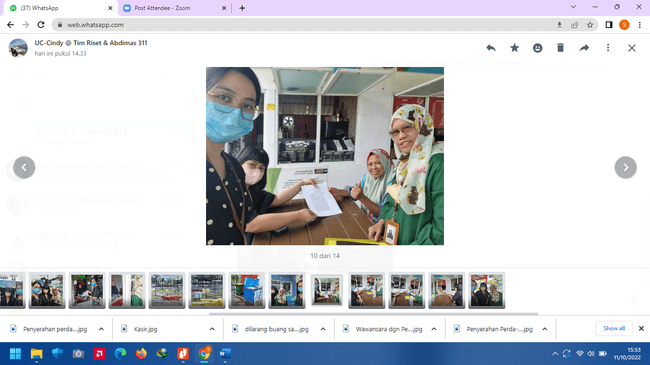 (37) WhatsApp
Post Attendee - Zoom
web.whatsapp.com
S
UC-Cindy @ Tim Riset & Abdimas 311
hari ini pukul 14.33
10 dari 14
Penyerahan perda....jpg
Kasir.jpg
dilarang buang sa....jpg
Wawancara dgn Pe....jpg
Penyerahan Perda-....jpg
Show all
15:53
11/10/2022